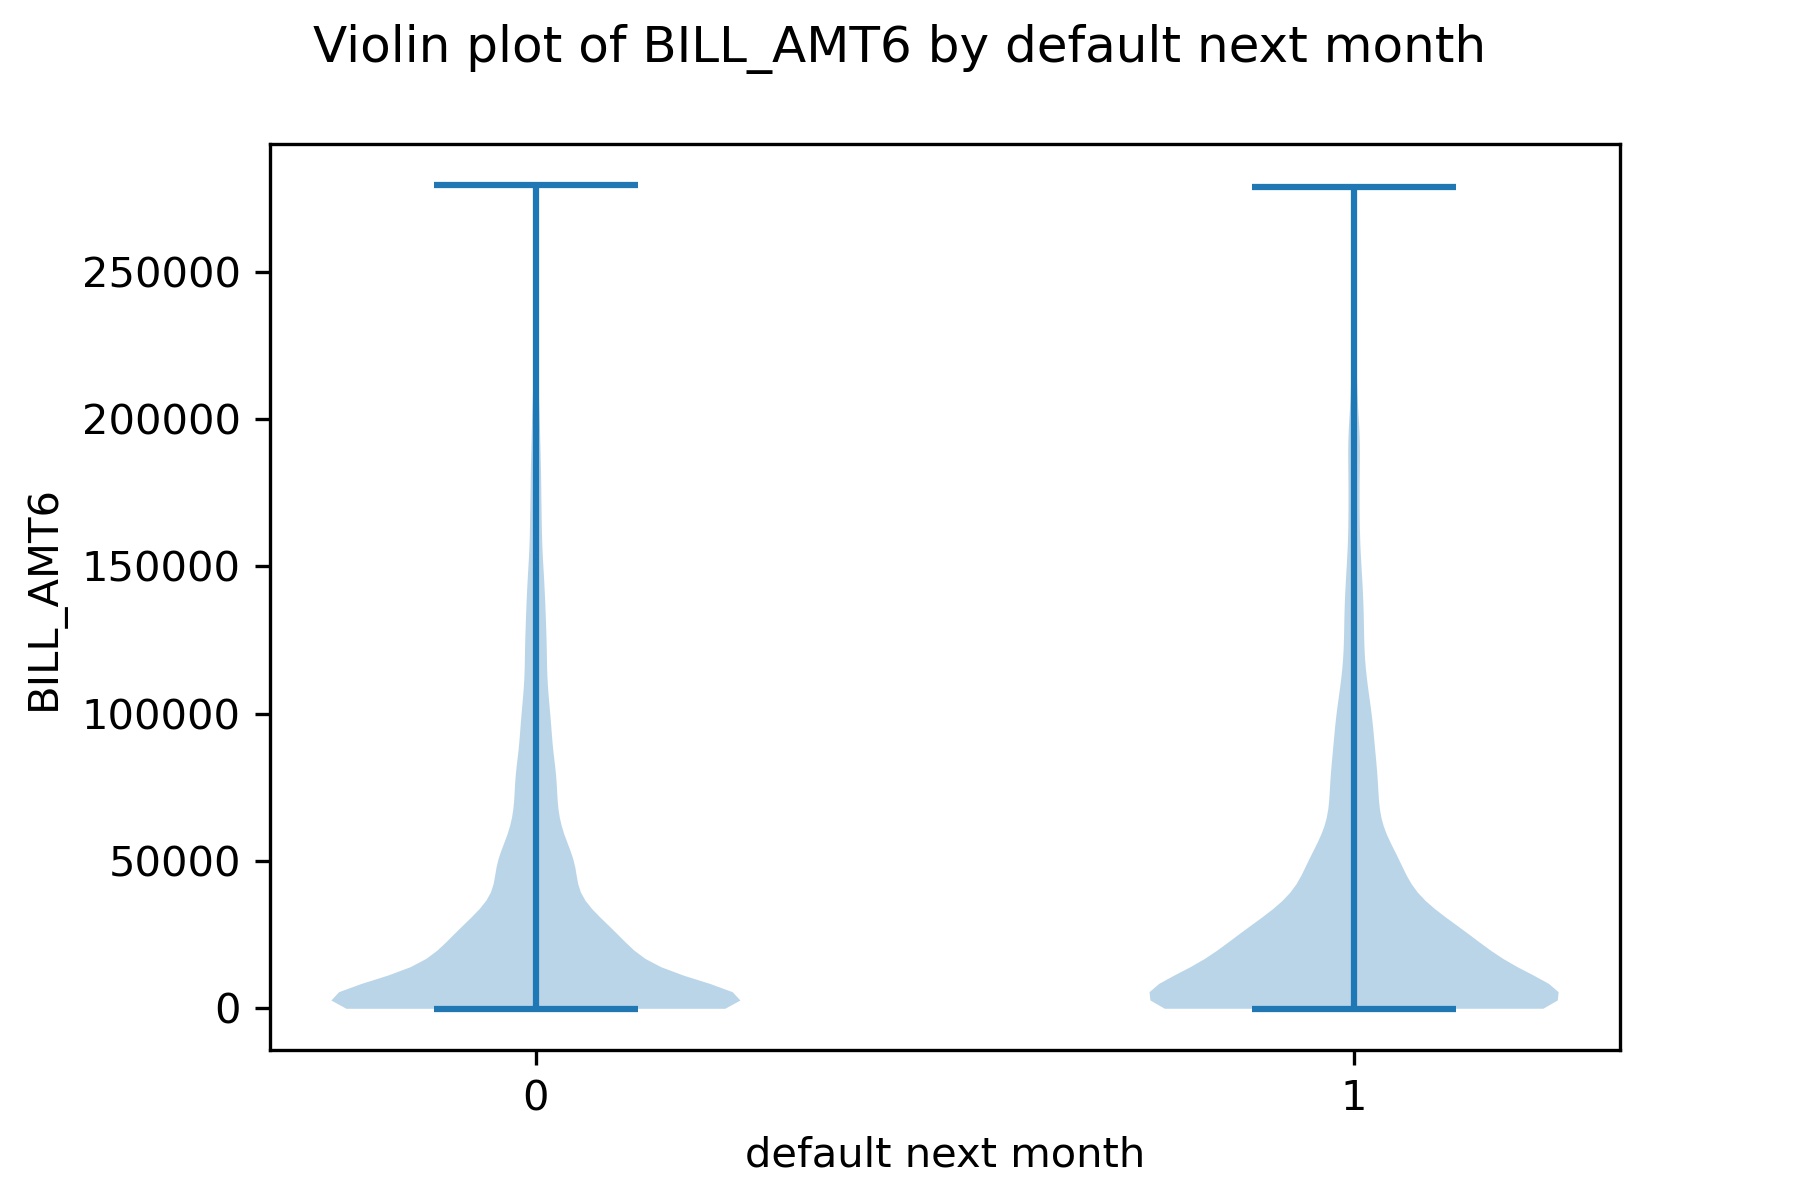 Violin plot of BILL_AMT6 by default next month
BILL_AMT6
250000
200000
150000
100000
50000
0
0
1
default next month